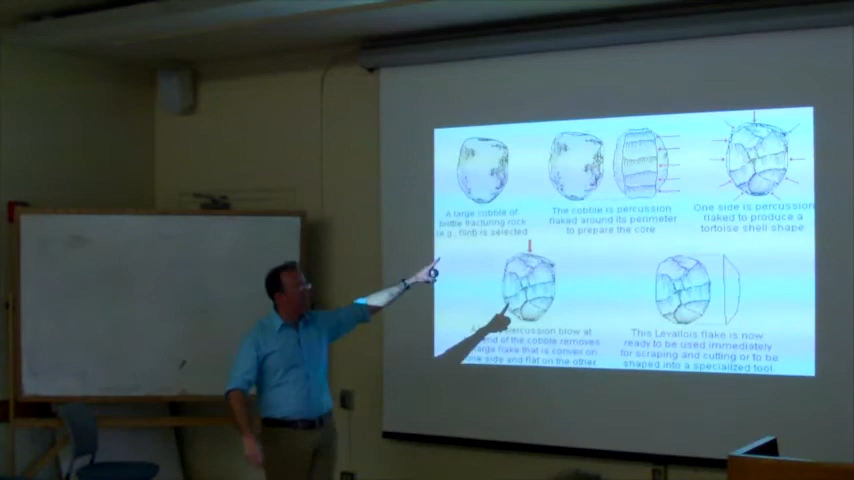 A large cobble of
brittle fracturing rock
(e.g., flint) is selected
The cobble is percussion
flaked around its perimeter
to prepare the core
One side is percussion
flaked to produce a
tortoise shell shape
percussion blow at
end of the cobble removes
large flake that is convex on
one side and flat on the other
This Levallois flake is now
ready to be used immediately
for scraping and cutting or to be
shaped into a specialized tool